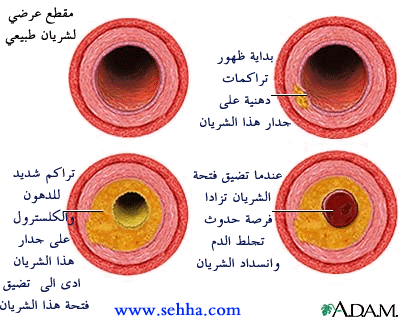 مقطع عرضي
لشريان طبيعي
بداية ظهور
تراكمات
دهنية على
جدار هذا الشريان
تراكم شديد
للدهون
والكلسترول
على جدار
هذا الشريان
ادى الى تضيق
فتحة هذا الشريان
عندما تضيق فتحة
الشريان تزادا
فرصة حدوث
تجلط الدم
وانسداد الشريان
www.sehha.com
A.D.A.M.